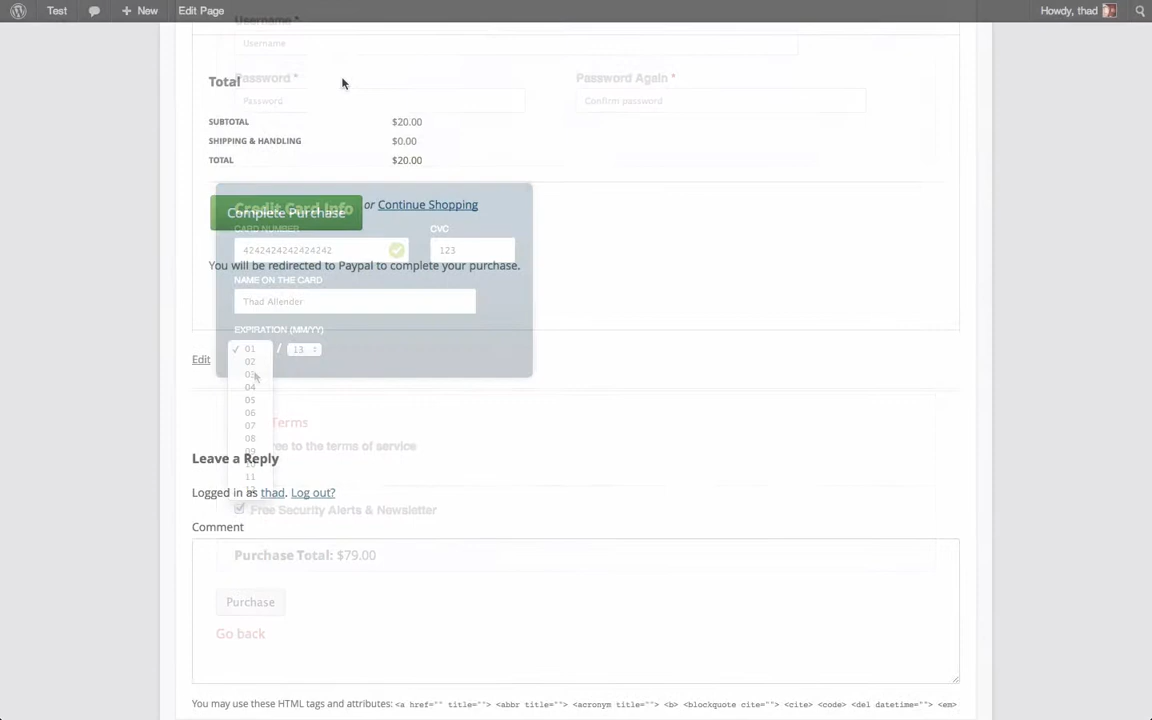 Test
New
Edit Page
Howdy, thad
Username *
Username
Total
Password *
Password Again *
Password
Confirm password
SUBTOTAL $20.00
SHIPPING & HANDLING $0.00
TOTAL $20.00
Credit Card Info
Complete Purchase or Continue Shopping
CARD NUMBER CVC
4242424242424242 123
You will be redirected to Paypal to complete your purchase.
NAME ON THE CARD
Thad Allender
EXPIRATION (MM/YY)
01 / 13
Edit
02
03
04
05
06
07
08
09
10
11
12
Terms
to the terms of service
Leave a Reply
Logged in as thad. Log out?
Free Security Alerts & Newsletter
Comment
Purchase Total: $79.00
Purchase
Go back
You may use these HTML tags and attributes: <a href="" title=""> <abbr title=""> <acronym title=""> <b> <blockquote cite=""> <cite> <code> <del datetime=""> <em>